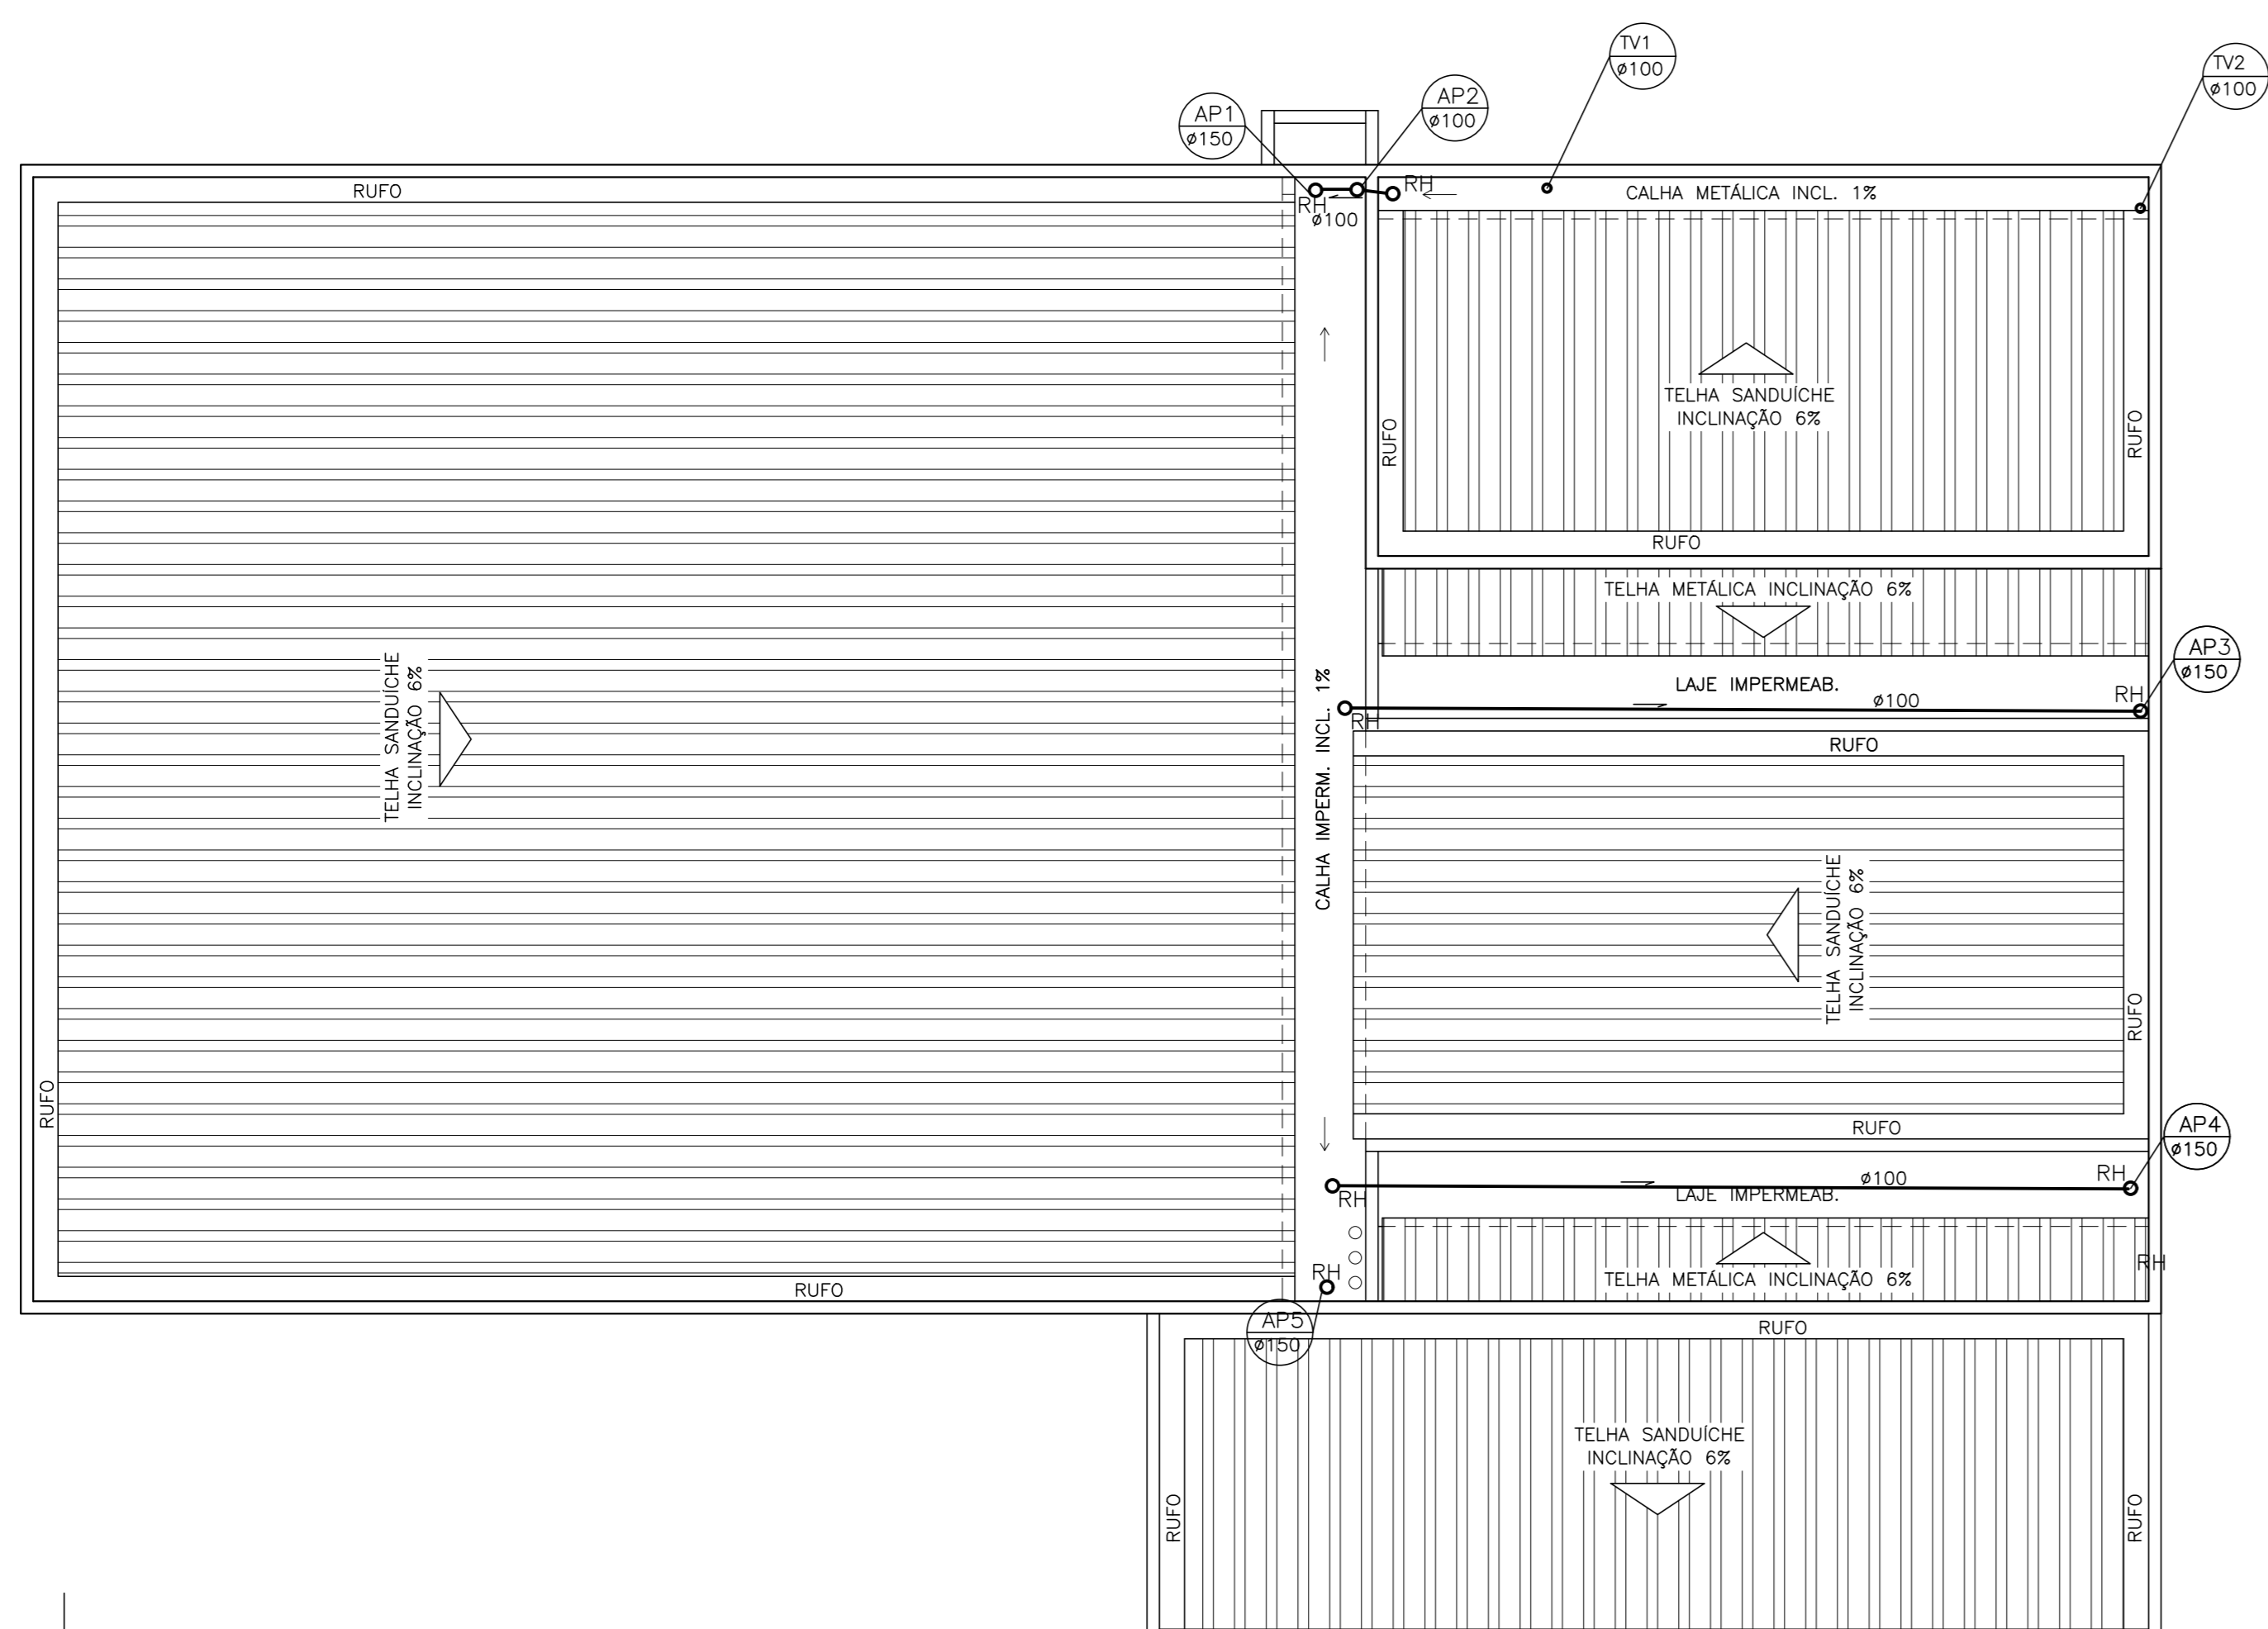 TV1
ø100
TV2
ø100
AP2
ø100
AP1
ø150
RUFO
RH
CALHA METÁLICA INCL. 1%
RH
ø100
TELHA SANDUÍCHE
INCLINAÇÃO 6%
RUFO
RUFO
RUFO
TELHA METÁLICA INCLINAÇÃO 6%
AP3
ø150
LAJE IMPERMEAB.
ø100
RH
RH
TELHA SANDUÍCHE
INCLINAÇÃO 6%
CALHA IMPERM. INCL. 1%
RUFO
TELHA SANDUÍCHE
INCLINAÇÃO 6%
RUFO
RUFO
RUFO
AP4
ø150
RH
ø100
LAJE IMPERMEAB.
RH
RH
RH
TELHA METÁLICA INCLINAÇÃO 6%
RUFO
AP5
ø150
RUFO
TELHA SANDUÍCHE
INCLINAÇÃO 6%
RUFO
RUFO